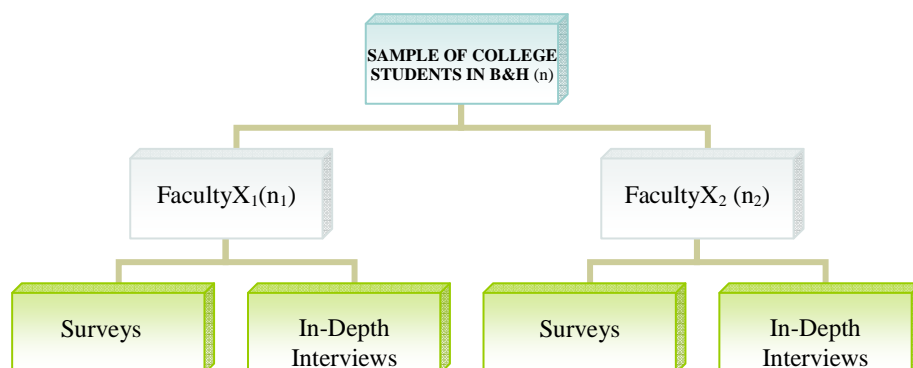 SAMPLE OF COLLEGE
STUDENTS IN B&H (n)
FacultyX₁(n₁)
FacultyX₂ (n₂)
Surveys
In-Depth
Interviews
Surveys
In-Depth
Interviews